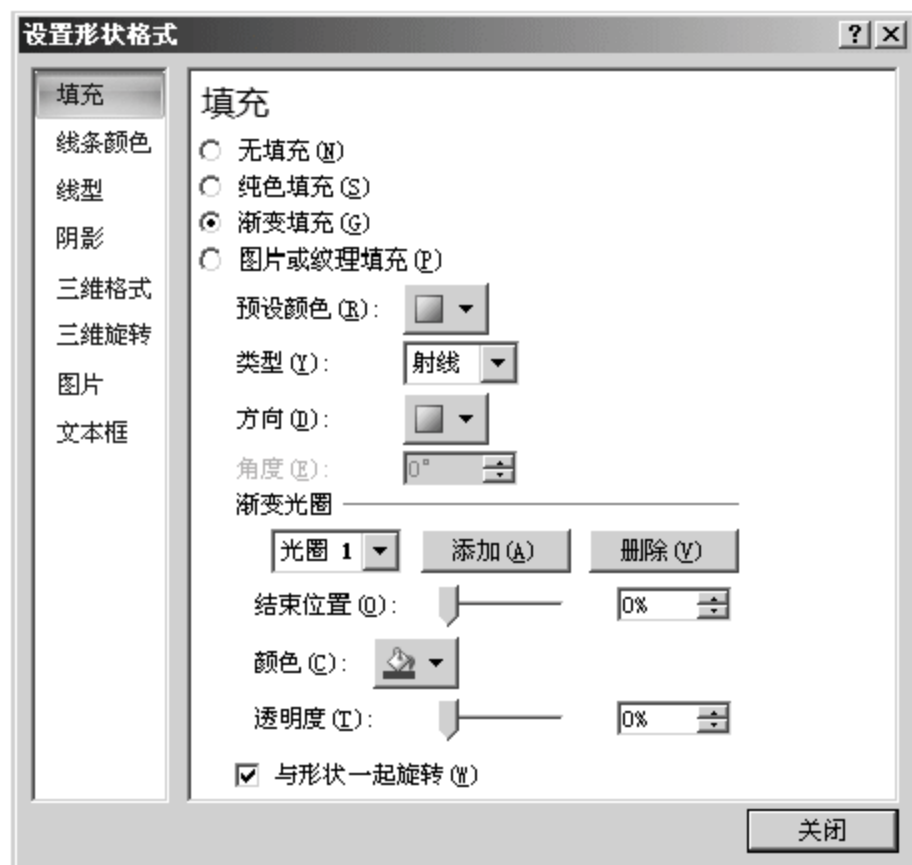 设置形状格式
填充
线条颜色
线型
阴影
三维格式
三维旋转
图片
文本框
填充
无填充(N)
纯色填充(S)
渐变填充(G)
图片或纹理填充(P)
预设颜色(R):
类型(Y): 射线
方向(D):
角度(E): 0°
渐变光圈
光圈 1 添加(A) 删除(V)
结束位置(O): 0%
颜色(C):
透明度(T): 0%
与形状一起旋转(W)
关闭